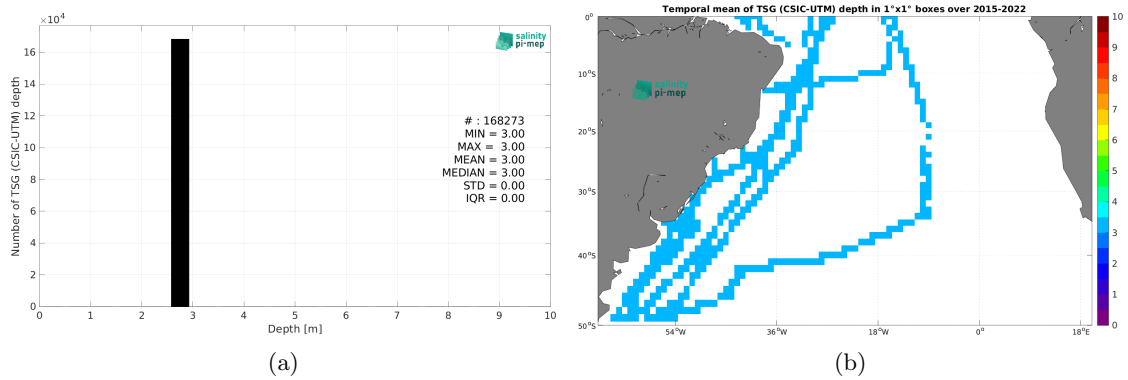 ×10⁴
16
14
12
10
8
6
4
2
0
0 1 2 3 4 5 6 7 8 9 10
Number of TSG (CSIC-UTM) depth
Depth [m]
salinity
pi-mep
# : 168273
MIN = 3.00
MAX = 3.00
MEAN = 3.00
MEDIAN = 3.00
STD = 0.00
IQR = 0.00
(a)
Temporal mean of TSG (CSIC-UTM) depth in 1°x1° boxes over 2015-2022
0°
10°S
20°S
30°S
40°S
50°S
54°W 36°W 18°W 0° 18°E
salinity
pi-mep
10
9
8
7
6
5
4
3
2
1
0
(b)